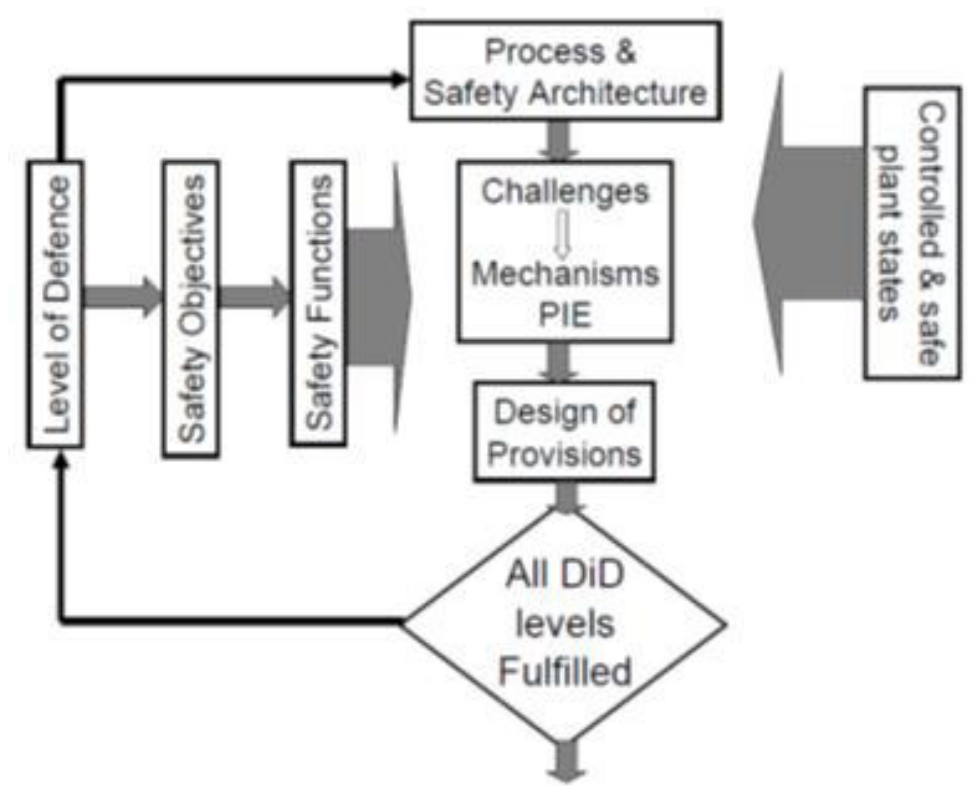 Process &
Safety Architecture
Level of Defence
Safety Objectives
Safety Functions
Challenges
Mechanisms
PIE
Controlled & safe
plant states
Design of
Provisions
All DiD
levels
Fulfilled